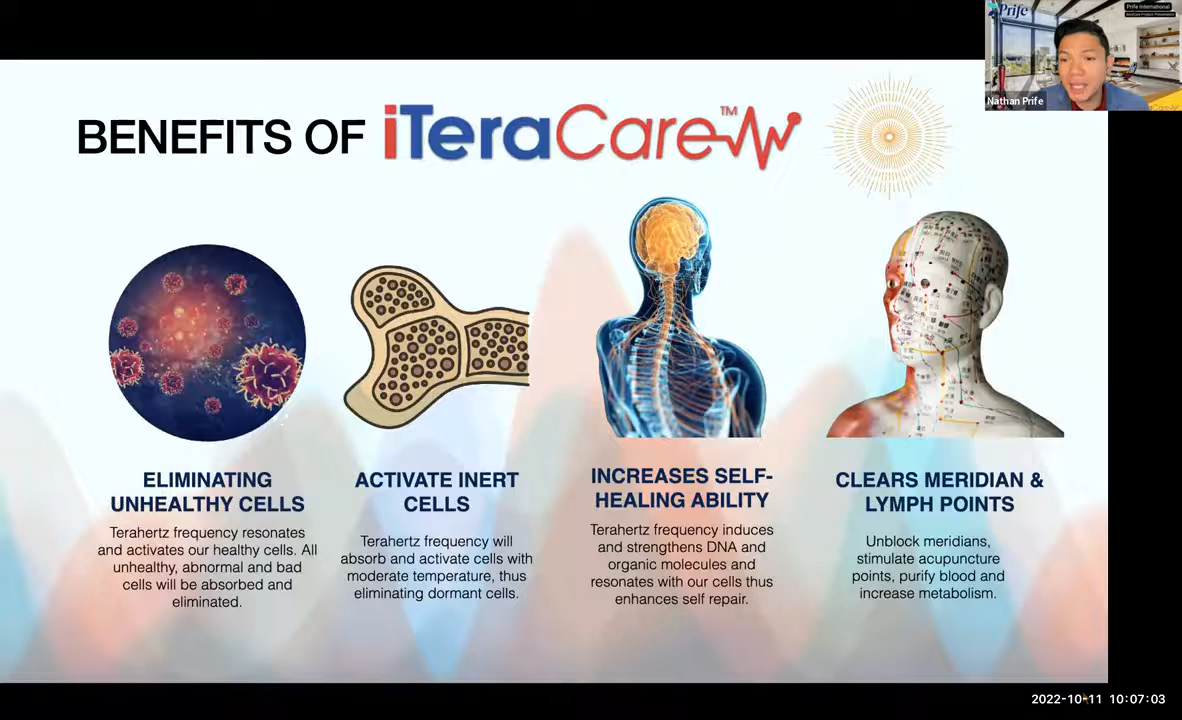 Prife
Prife International
Nathan Prife
BENEFITS OF iTeraCare™
ELIMINATING
UNHEALTHY CELLS
Terahertz frequency resonates
and activates our healthy cells. All
unhealthy, abnormal and bad
cells will be absorbed and
eliminated.
ACTIVATE INERT
CELLS
Terahertz frequency will
absorb and activate cells with
moderate temperature, thus
eliminating dormant cells.
INCREASES SELF-
HEALING ABILITY
Terahertz frequency induces
and strengthens DNA and
organic molecules and
resonates with our cells thus
enhances self repair.
CLEARS MERIDIAN &
LYMPH POINTS
Unblock meridians,
stimulate acupuncture
points, purify blood and
increase metabolism.
2022-10-11 10:07:03